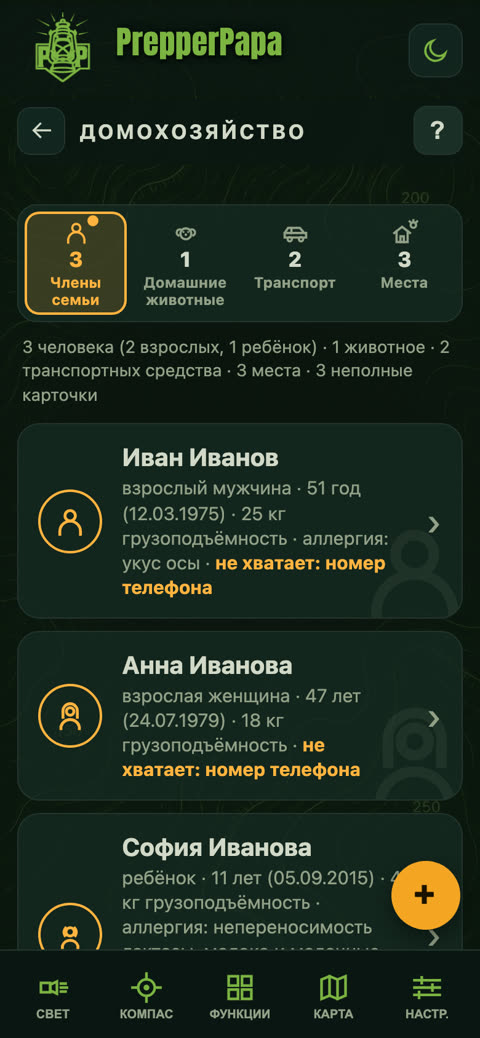 PrepperPapa
ДОМОХОЗЯЙСТВО
?
200
3
Члены
семьи
1
Домашние
животные
2
Транспорт
3
Места
3 человека (2 взрослых, 1 ребёнок) · 1 животное · 2
транспортных средства · 3 места · 3 неполные
карточки
Иван Иванов
взрослый мужчина · 51 год
(12.03.1975) · 25 кг
грузоподъёмность · аллергия:
укус осы · не хватает: номер
телефона
Анна Иванова
взрослая женщина · 47 лет
(24.07.1979) · 18 кг
грузоподъёмность · не
хватает: номер телефона
250
София Иванова
ребёнок · 11 лет (05.09.2015) ·
кг грузоподъёмность ·
аллергия: непереносимость
+
СВЕТ
КОМПАС
ФУНКЦИИ
КАРТА
НАСТР.